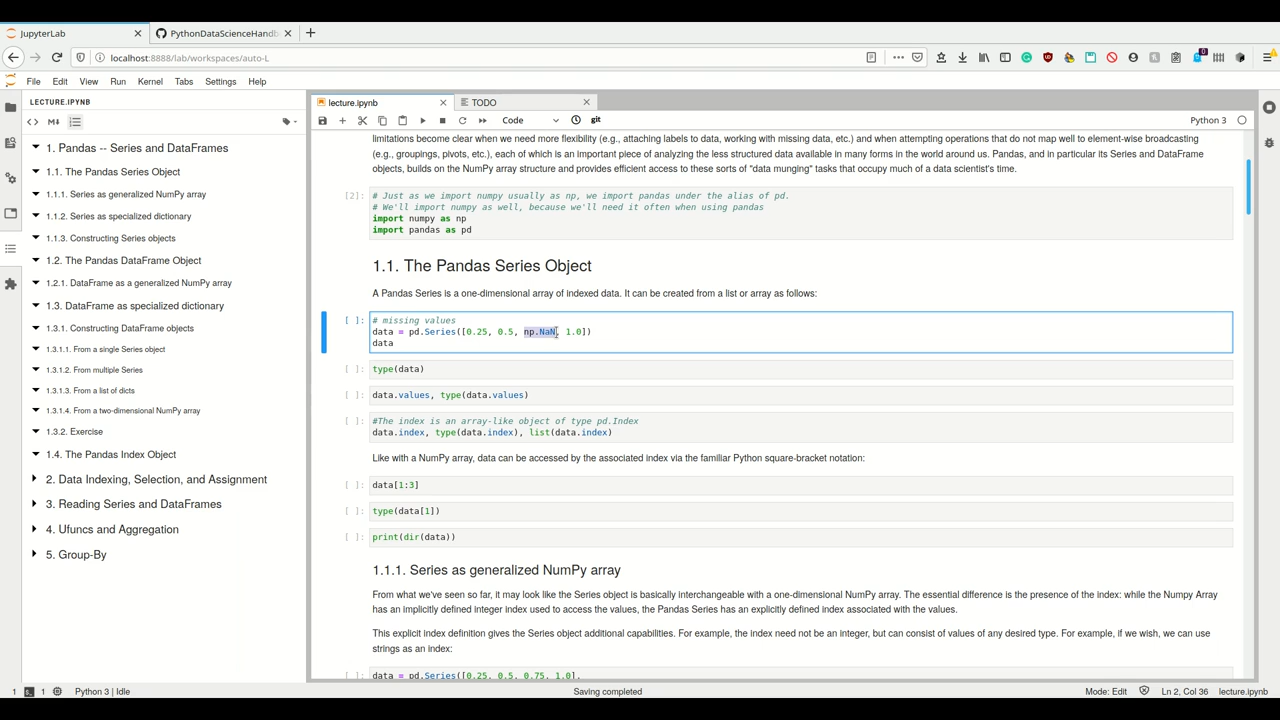 JupyterLab
PythonDataScienceHandb
localhost:8888/lab/workspaces/auto-L
File Edit View Run Kernel Tabs Settings Help
LECTURE.IPYNB
1. Pandas -- Series and DataFrames
1.1. The Pandas Series Object
1.1.1. Series as generalized NumPy array
1.1.2. Series as specialized dictionary
1.1.3. Constructing Series objects
1.2. The Pandas DataFrame Object
1.2.1. DataFrame as a generalized NumPy array
1.3. DataFrame as specialized dictionary
1.3.1. Constructing DataFrame objects
1.3.1.1. From a single Series object
1.3.1.2. From multiple Series
1.3.1.3. From a list of dicts
1.3.1.4. From a two-dimensional NumPy array
1.3.2. Exercise
1.4. The Pandas Index Object
2. Data Indexing, Selection, and Assignment
3. Reading Series and DataFrames
4. Ufuncs and Aggregation
5. Group-By
lecture.ipynb
TODO
Code
git
Python 3
limitations become clear when we need more flexibility (e.g., attaching labels to data, working with missing data, etc.) and when attempting operations that do not map well to element-wise broadcasting
(e.g., groupings, pivots, etc.), each of which is an important piece of analyzing the less structured data available in many forms in the world around us. Pandas, and in particular its Series and DataFrame
objects, builds on the NumPy array structure and provides efficient access to these sorts of "data munging" tasks that occupy much of a data scientist's time.
[2]: # Just as we import numpy usually as np, we import pandas under the alias of pd.
# We'll import numpy as well, because we'll need it often when using pandas
import numpy as np
import pandas as pd
1.1. The Pandas Series Object
A Pandas Series is a one-dimensional array of indexed data. It can be created from a list or array as follows:
[ ]: # missing values
data = pd.Series([0.25, 0.5, np.NaN, 1.0])
data
[ ]: type(data)
[ ]: data.values, type(data.values)
[ ]: #The index is an array-like object of type pd.Index
data.index, type(data.index), list(data.index)
Like with a NumPy array, data can be accessed by the associated index via the familiar Python square-bracket notation:
[ ]: data[1:3]
[ ]: type(data[1])
[ ]: print(dir(data))
1.1.1. Series as generalized NumPy array
From what we've seen so far, it may look like the Series object is basically interchangeable with a one-dimensional NumPy array. The essential difference is the presence of the index: while the Numpy Array
has an implicitly defined integer index used to access the values, the Pandas Series has an explicitly defined index associated with the values.
This explicit index definition gives the Series object additional capabilities. For example, the index need not be an integer, but can consist of values of any desired type. For example, if we wish, we can use
strings as an index:
[ ]: data = pd.Series([0.25, 0.5, 0.75, 1.0],
1 1 Python 3 | Idle
Saving completed
Mode: Edit
Ln 2, Col 36
lecture.ipynb